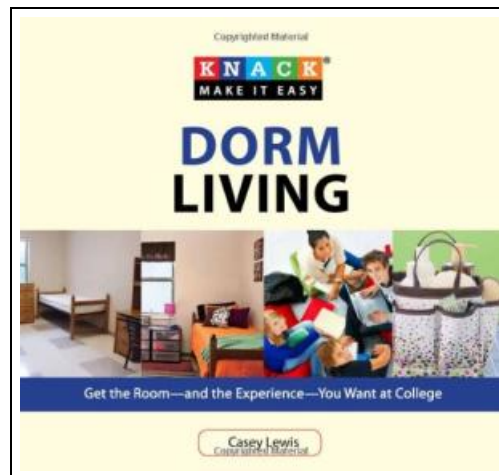 Copyrighted Material
KNACK®
MAKE IT EASY
DORM
LIVING
Get the Room—and the Experience—You Want at College
Casey Lewis
Copyrighted Material